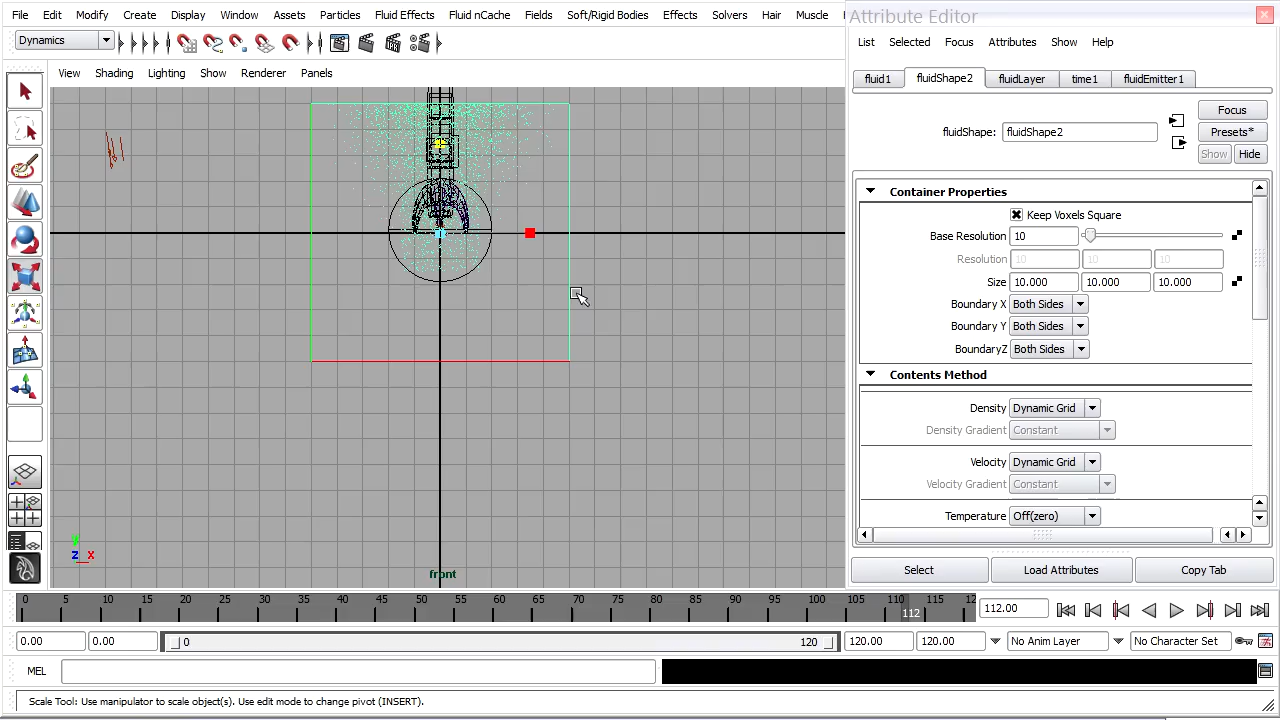 File Edit Modify Create Display Window Assets Particles Fluid Effects Fluid nCache Fields Soft/Rigid Bodies Effects Solvers Hair Muscle
Attribute Editor
Dynamics
List Selected Focus Attributes Show Help
View Shading Lighting Show Renderer Panels
fluid1 fluidShape2 fluidLayer time1 fluidEmitter1
Focus
fluidShape: fluidShape2
Presets*
Show Hide
Container Properties
Keep Voxels Square
Base Resolution 10
Resolution 10 10 10
Size 10.000 10.000 10.000
Boundary X Both Sides
Boundary Y Both Sides
BoundaryZ Both Sides
Contents Method
Density Dynamic Grid
Density Gradient Constant
Velocity Dynamic Grid
Velocity Gradient Constant
Temperature Off(zero)
y
z x
front
Select Load Attributes Copy Tab
0 5 10 15 20 25 30 35 40 45 50 55 60 65 70 75 80 85 90 95 100 105 110 115 12
112
112.00
0.00 0.00 0 120 120.00 120.00 No Anim Layer No Character Set
MEL
Scale Tool: Use manipulator to scale object(s). Use edit mode to change pivot (INSERT).